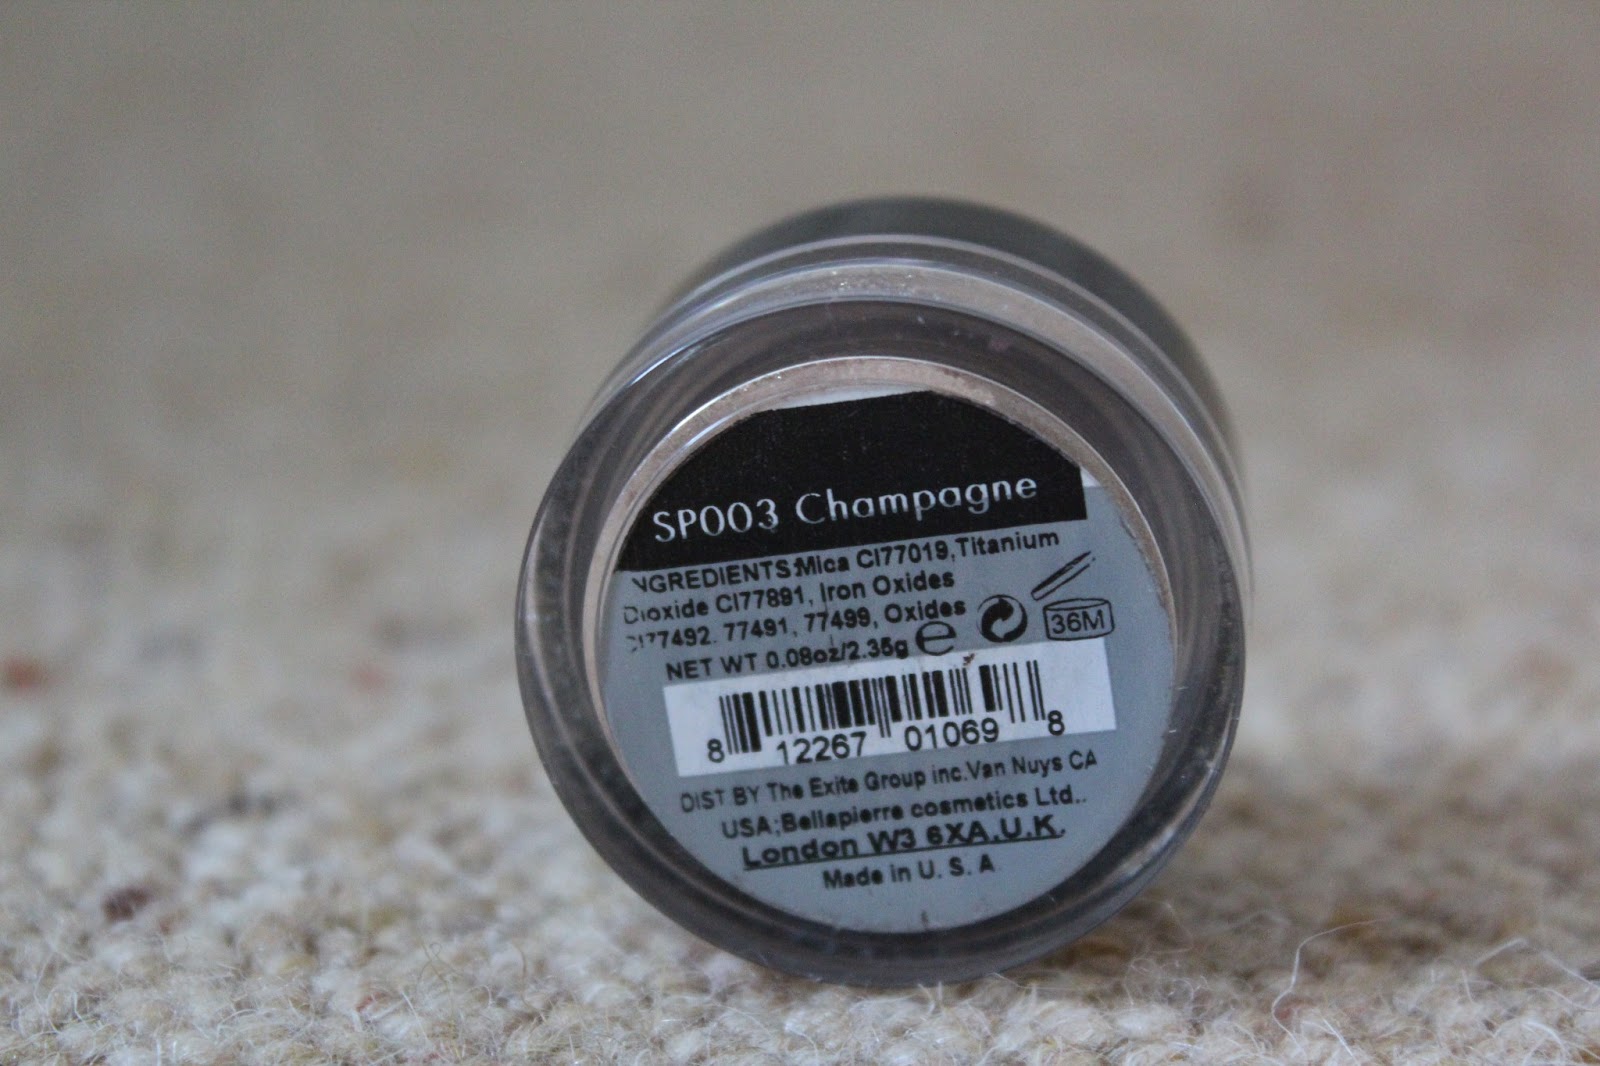 SP003 Champagne
INGREDIENTS:Mica CI77019,Titanium
Dioxide CI77891, Iron Oxides
CI77492. 77491, 77499, Oxides
NET WT 0.08oz/2.35g e
36M
8 12267 01069 8
DIST.BY The Exite Group inc.Van Nuys CA
USA;Bellapierre cosmetics Ltd..
London W3 6XA.U.K.
Made in U. S. A